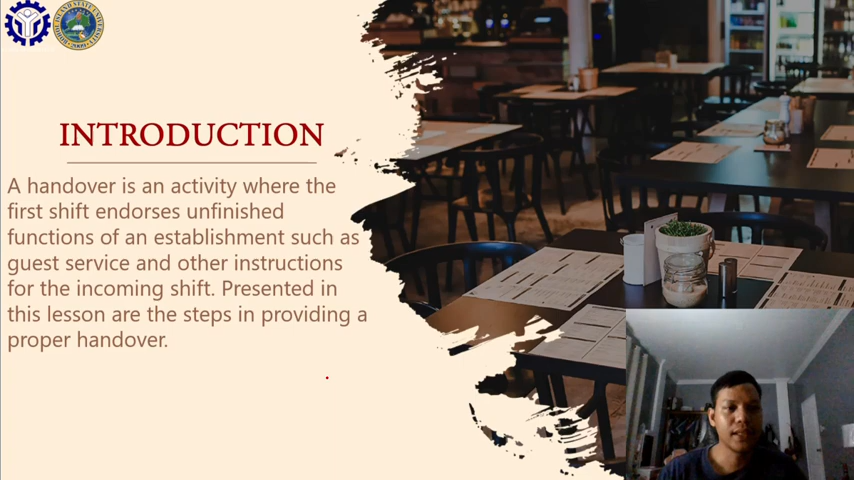 INTRODUCTION
A handover is an activity where the
first shift endorses unfinished
functions of an establishment such as
guest service and other instructions
for the incoming shift. Presented in
this lesson are the steps in providing a
proper handover.